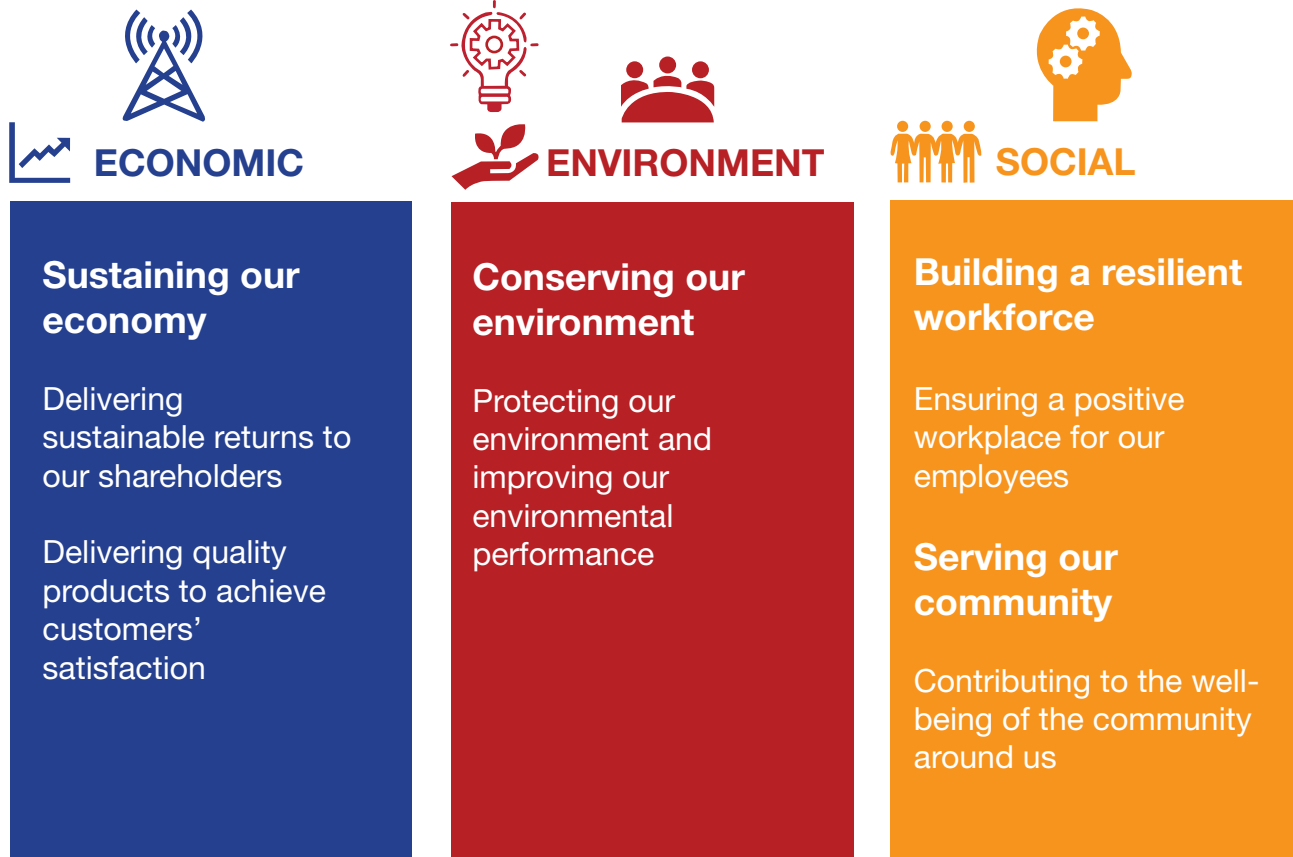 ECONOMIC
Sustaining our
economy
Delivering
sustainable returns to
our shareholders
Delivering quality
products to achieve
customers’
satisfaction
ENVIRONMENT
Conserving our
environment
Protecting our
environment and
improving our
environmental
performance
SOCIAL
Building a resilient
workforce
Ensuring a positive
workplace for our
employees
Serving our
community
Contributing to the well-
being of the community
around us